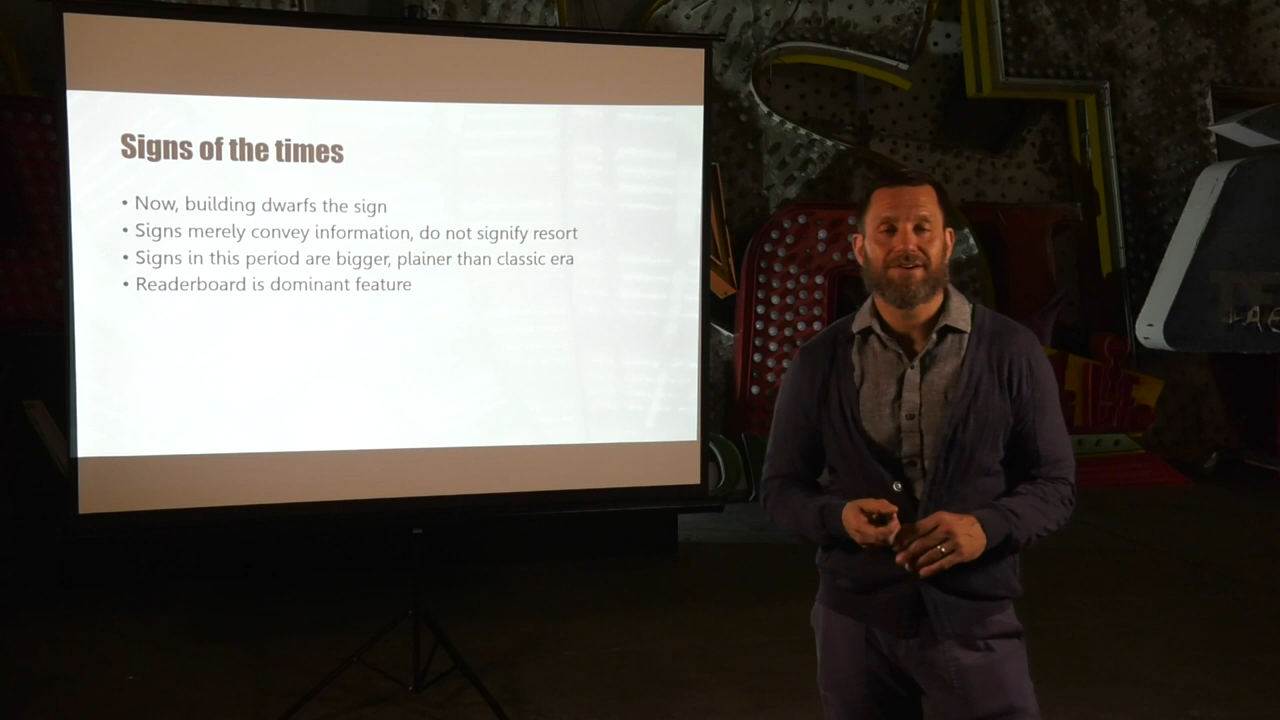 Signs of the times
• Now, building dwarfs the sign
• Signs merely convey information, do not signify resort
• Signs in this period are bigger, plainer than classic era
• Readerboard is dominant feature